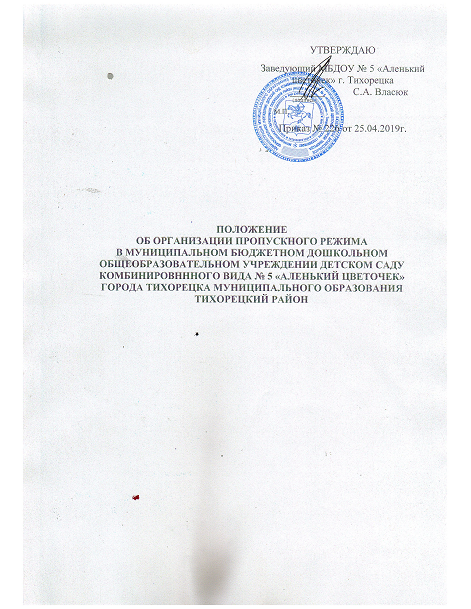 УТВЕРЖДАЮ
Заведующий МБДОУ № 5 «Аленький
цветочек» г. Тихорецка
С.А. Власюк
М.П.
Приказ № 226 от 25.04.2019г.
ПОЛОЖЕНИЕ
ОБ ОРГАНИЗАЦИИ ПРОПУСКНОГО РЕЖИМА
В МУНИЦИПАЛЬНОМ БЮДЖЕТНОМ ДОШКОЛЬНОМ
ОБЩЕОБРАЗОВАТЕЛЬНОМ УЧРЕЖДЕНИИ ДЕТСКОМ САДУ
КОМБИНИРОВНННОГО ВИДА № 5 «АЛЕНЬКИЙ ЦВЕТОЧЕК»
ГОРОДА ТИХОРЕЦКА МУНИЦИПАЛЬНОГО ОБРАЗОВАНИЯ
ТИХОРЕЦКИЙ РАЙОН